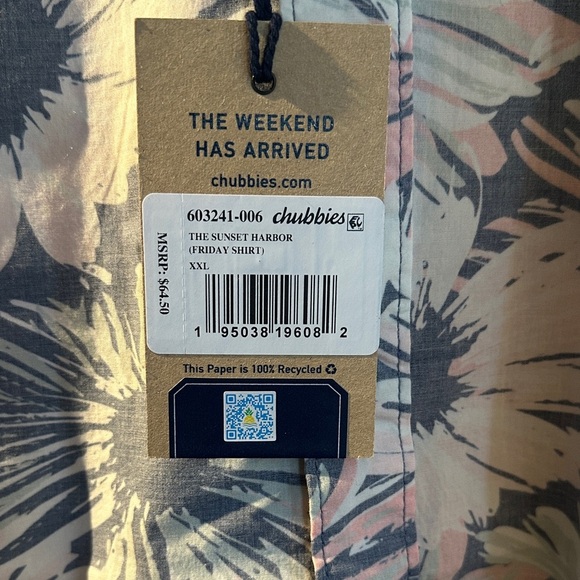 THE WEEKEND
HAS ARRIVED
chubbies.com
603241-006 chubbies
THE SUNSET HARBOR
(FRIDAY SHIRT)
XXL
MSRP: $64.50
1 95038 19608 2
This Paper is 100% Recycled